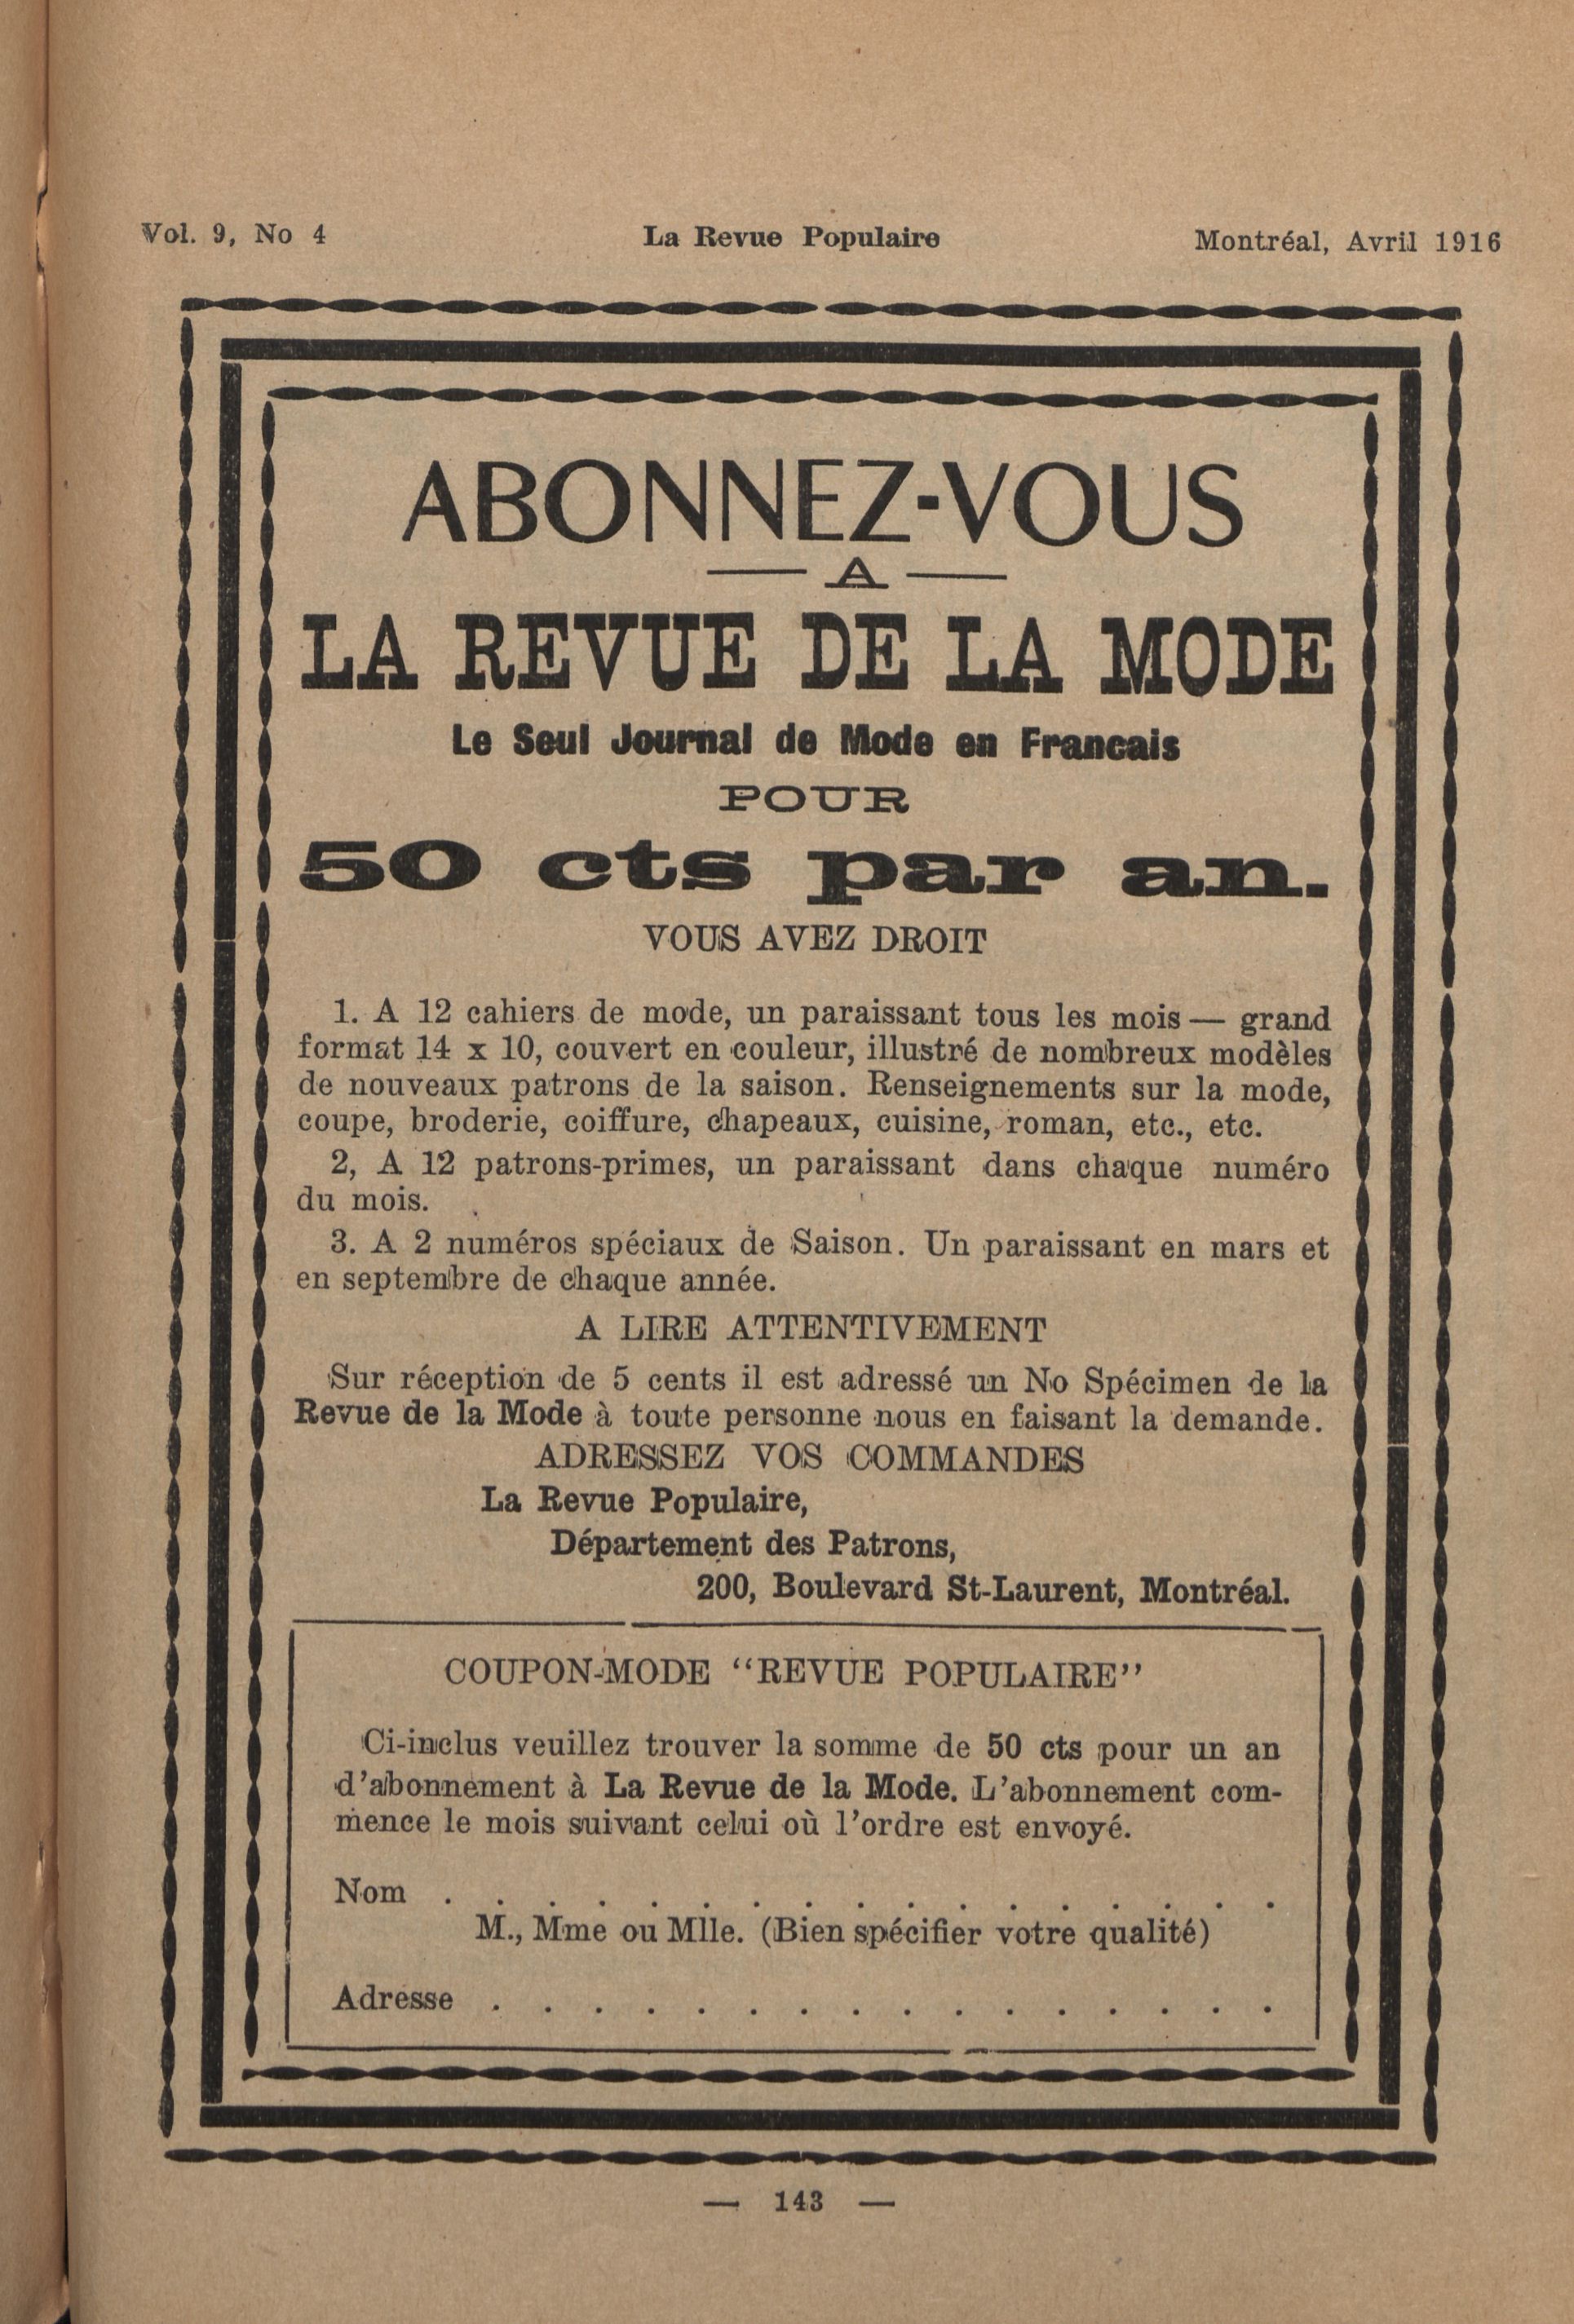 Vol. 9, No 4 La Revue Populaire Montréal, Avril 1916
ABONNEZ-VOUS
— A —
LA REVUE DE LA MODE
Le Seul Journal de Mode en Francais
POUR
50 cts par an.
VOUS AVEZ DROIT
1. A 12 cahiers de mode, un paraissant tous les mois — grand
format 14 x 10, couvert en couleur, illustré de nombreux modèles
de nouveaux patrons de la saison. Renseignements sur la mode,
coupe, broderie, coiffure, chapeaux, cuisine, roman, etc., etc.
2, A 12 patrons-primes, un paraissant dans chaque numéro
du mois.
3. A 2 numéros spéciaux de Saison. Un paraissant en mars et
en septembre de chaque année.
A LIRE ATTENTIVEMENT
Sur réception de 5 cents il est adressé un No Spécimen de la
Revue de la Mode à toute personne nous en faisant la demande.
ADRESSEZ VOS COMMANDES
La Revue Populaire,
Département des Patrons,
200, Boulevard St-Laurent, Montréal.
COUPON-MODE "REVUE POPULAIRE"
Ci-inclus veuillez trouver la somme de 50 cts pour un an
d'abonnement à La Revue de la Mode. L'abonnement com-
mence le mois suivant celui où l'ordre est envoyé.
Nom . . . . . . . . . . . . . . . . .
M., Mme ou Mlle. (Bien spécifier votre qualité)
Adresse . . . . . . . . . . . . . . . .
— 143 —